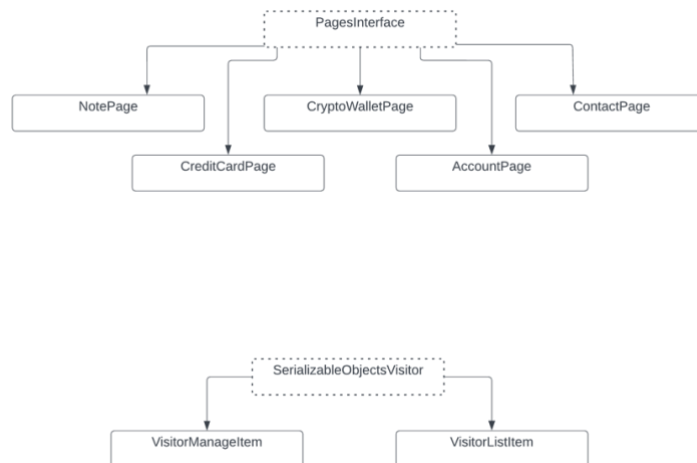 PagesInterface
NotePage
CryptoWalletPage
ContactPage
CreditCardPage
AccountPage
SerializableObjectsVisitor
VisitorManageItem
VisitorListItem